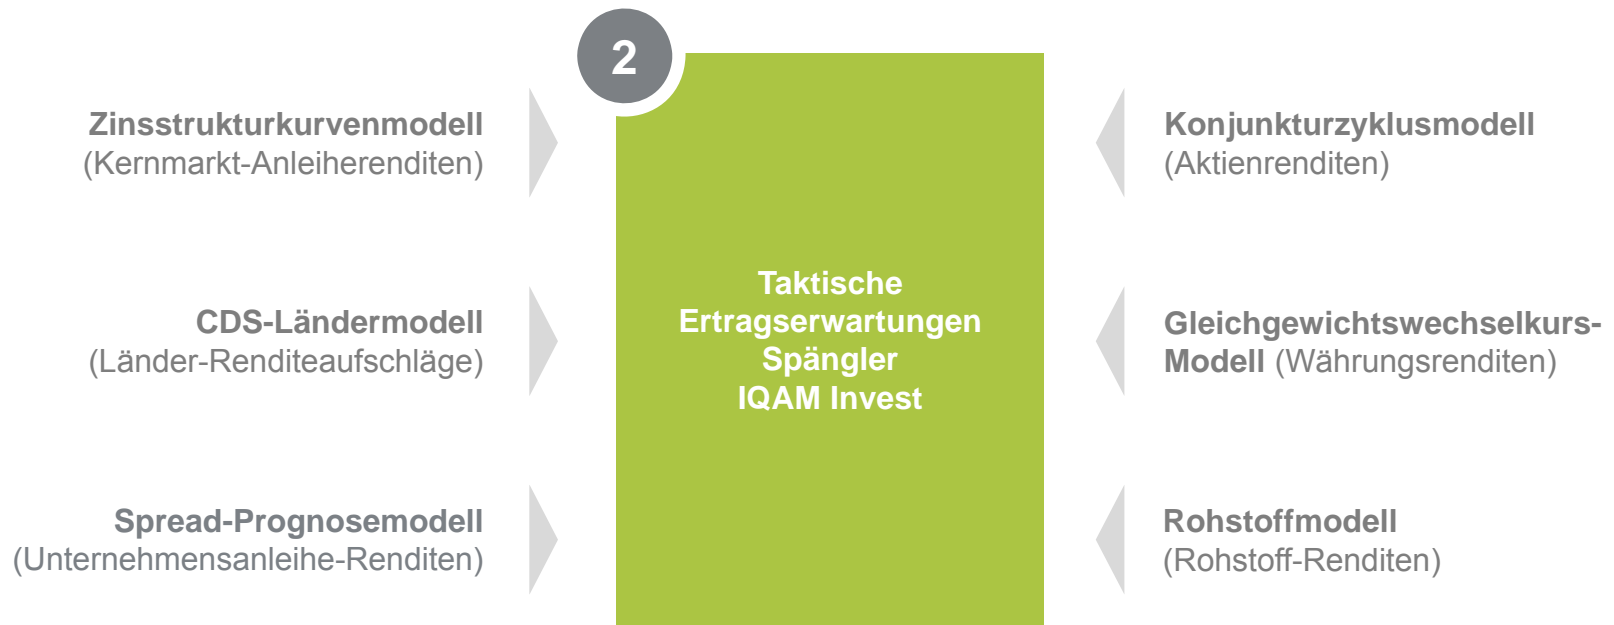 2
Zinsstrukturkurvenmodell
(Kernmarkt-Anleiherenditen)
CDS-Ländermodell
(Länder-Renditeaufschläge)
Spread-Prognosemodell
(Unternehmensanleihe-Renditen)
Taktische
Ertragserwartungen
Spängler
IQAM Invest
Konjunkturzyklusmodell
(Aktienrenditen)
Gleichgewichtswechselkurs-
Modell (Währungsrenditen)
Rohstoffmodell
(Rohstoff-Renditen)